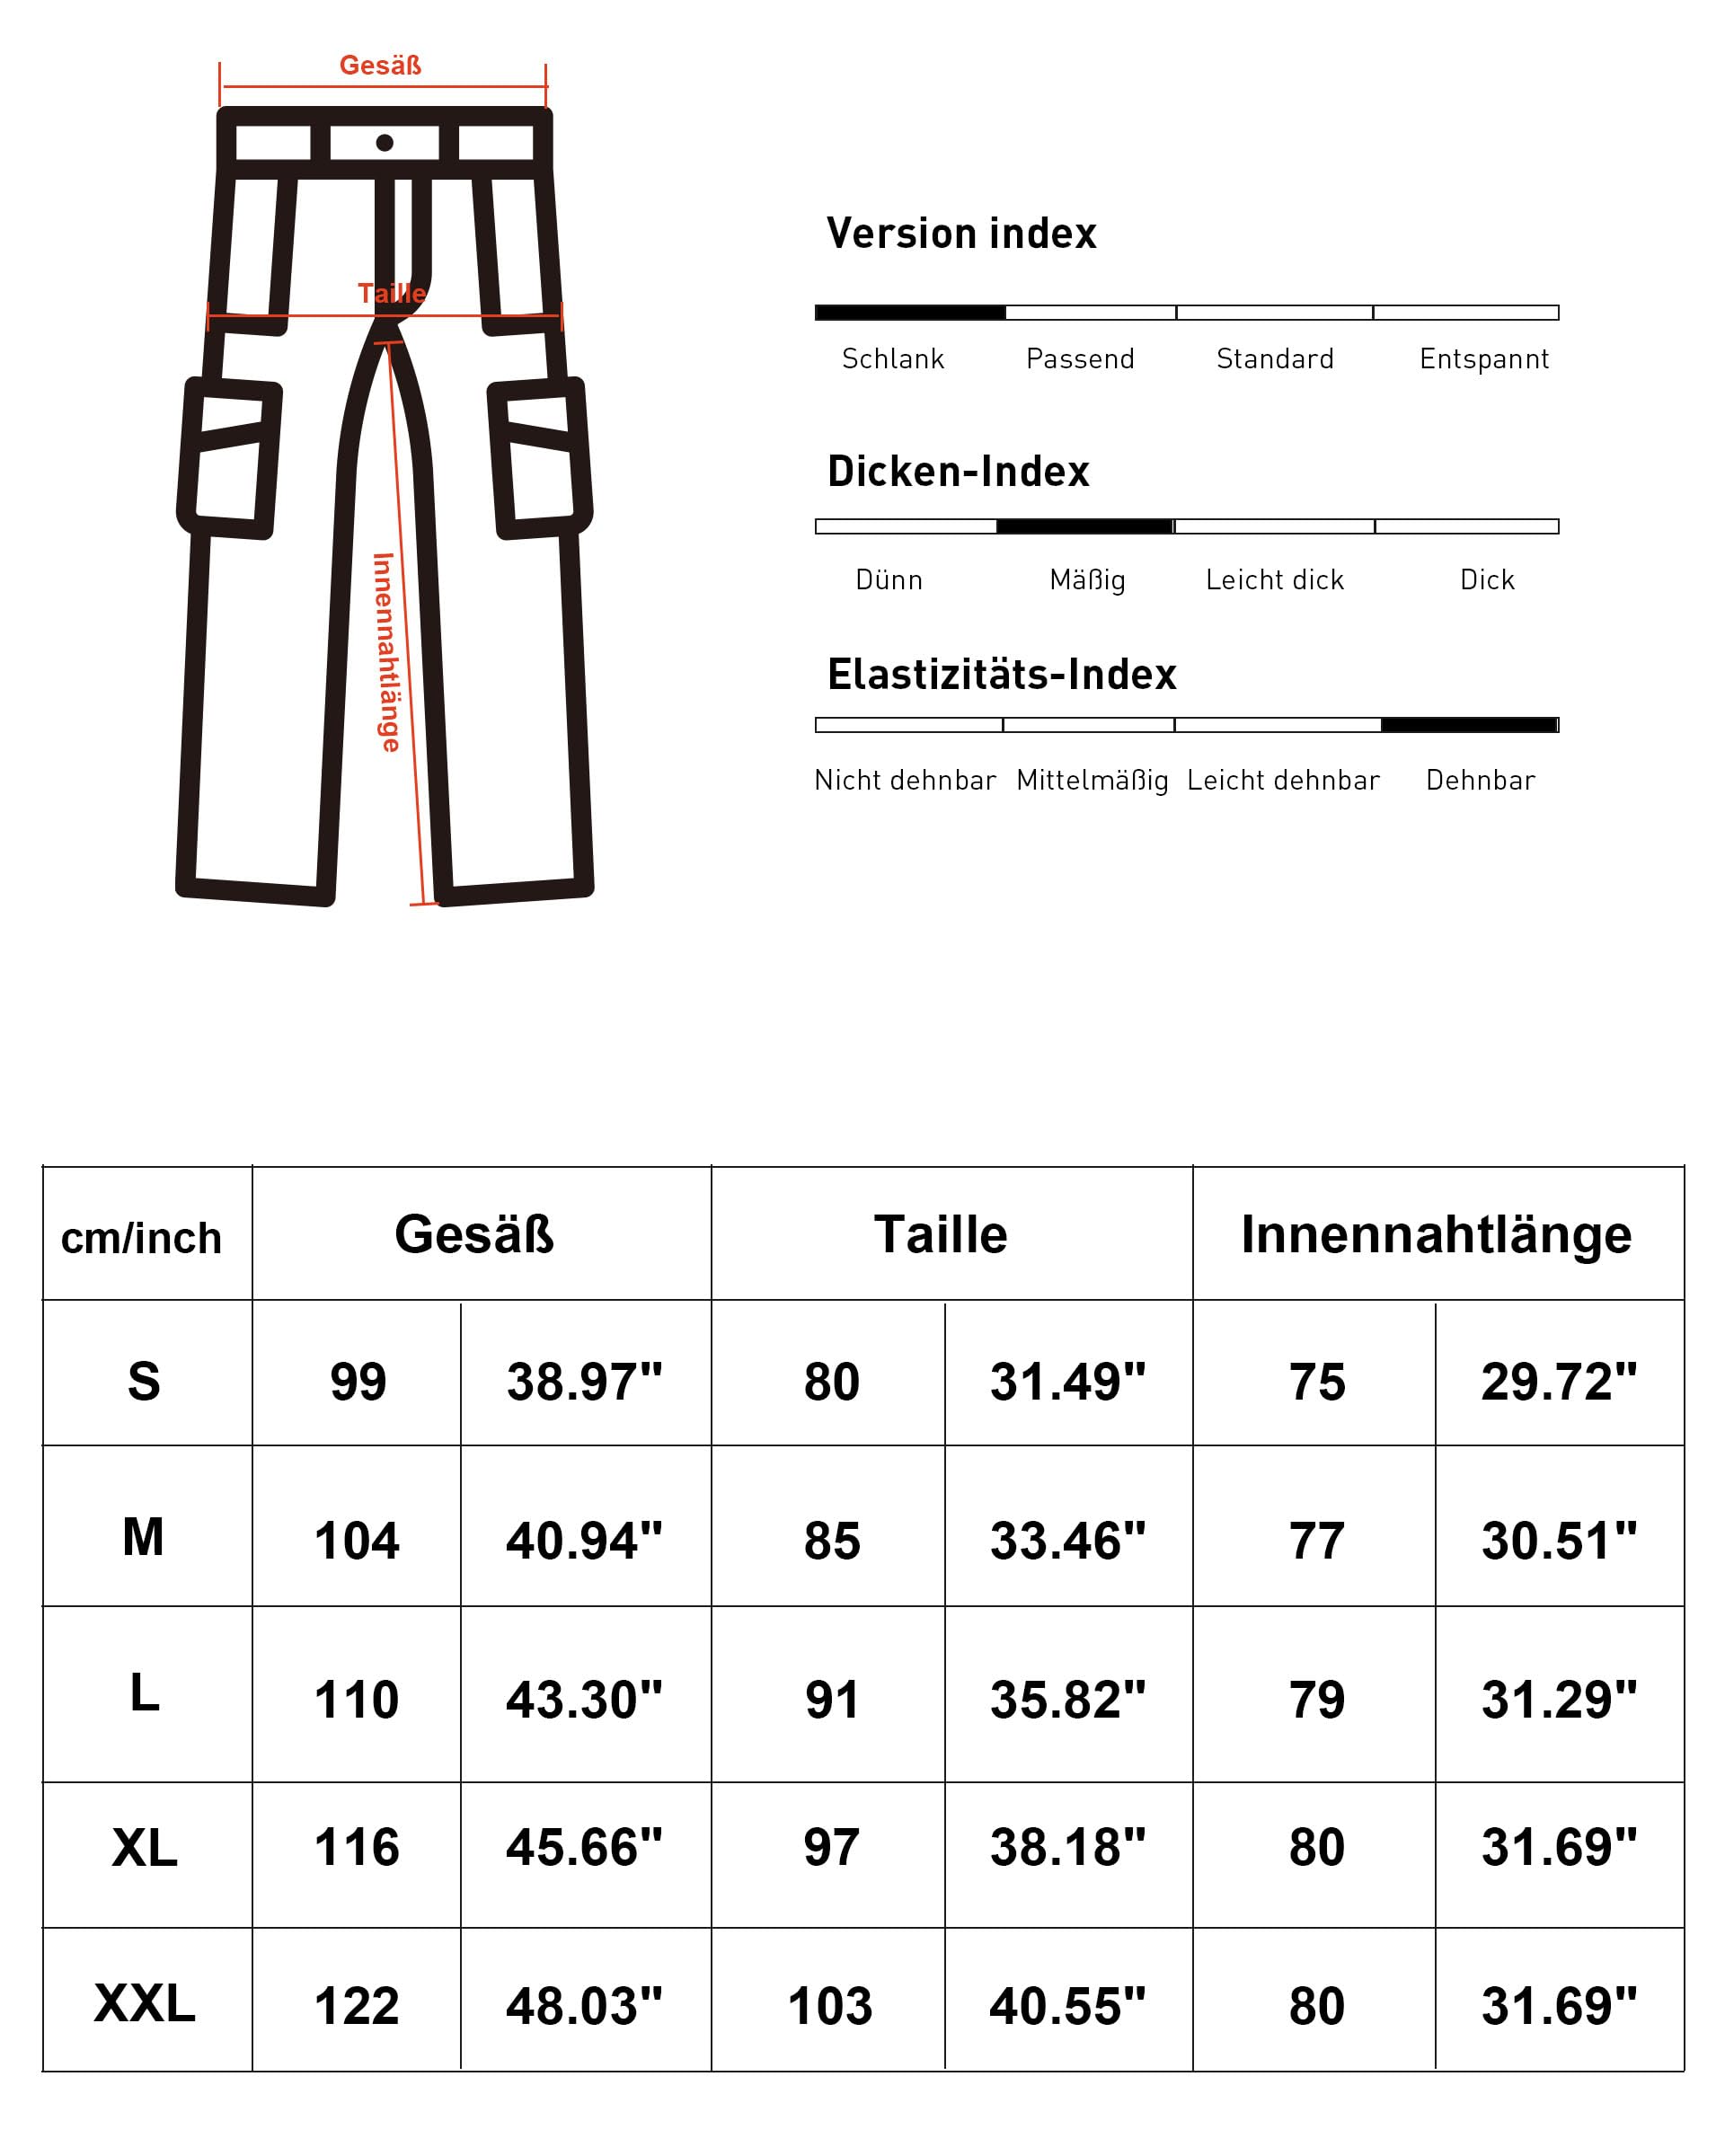 Gesäß
Taille
Innennahtlänge
Version index
Schlank Passend Standard Entspannt
Dicken-Index
Dünn Mäßig Leicht dick Dick
Elastizitäts-Index
Nicht dehnbar Mittelmäßig Leicht dehnbar Dehnbar
cm/inch Gesäß Taille Innennahtlänge
S 99 38.97" 80 31.49" 75 29.72"
M 104 40.94" 85 33.46" 77 30.51"
L 110 43.30" 91 35.82" 79 31.29"
XL 116 45.66" 97 38.18" 80 31.69"
XXL 122 48.03" 103 40.55" 80 31.69"